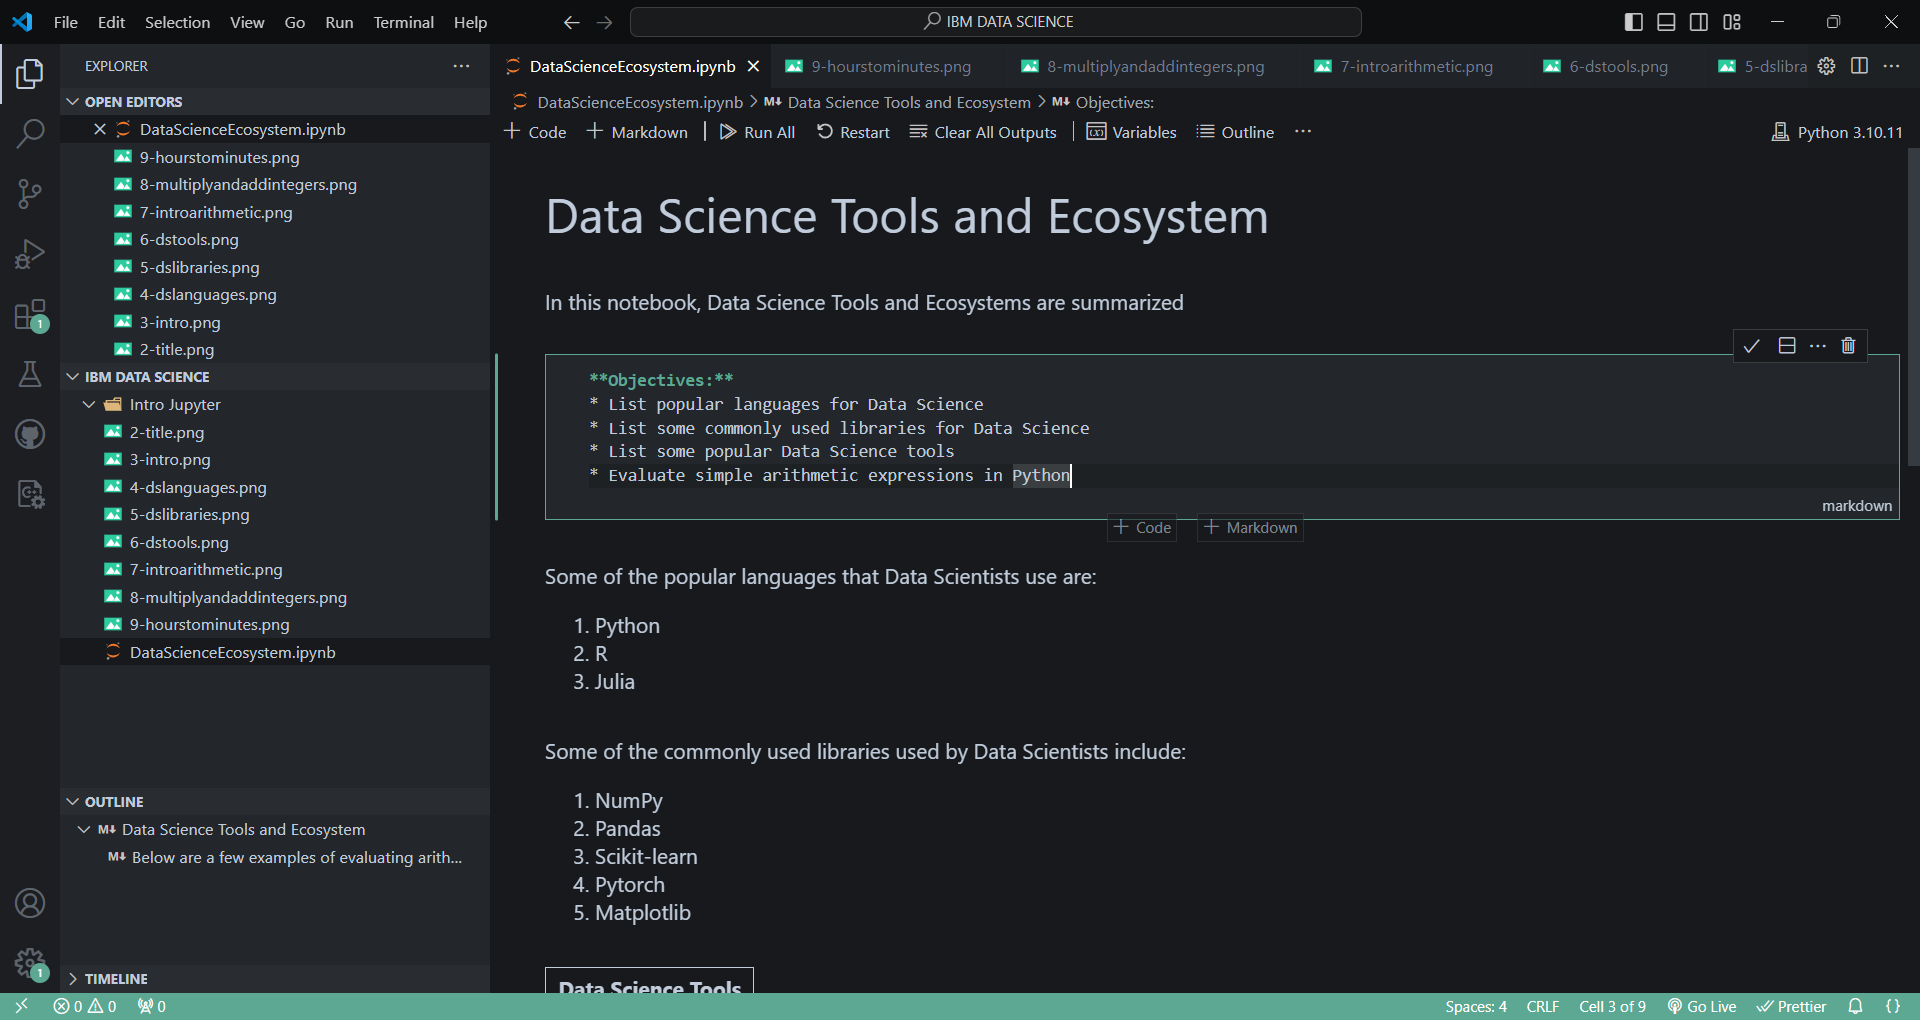 File Edit Selection View Go Run Terminal Help
IBM DATA SCIENCE
EXPLORER
OPEN EDITORS
DataScienceEcosystem.ipynb
9-hourstominutes.png
8-multiplyandaddintegers.png
7-introarithmetic.png
6-dstools.png
5-dslibraries.png
4-dslanguages.png
3-intro.png
2-title.png
IBM DATA SCIENCE
Intro Jupyter
2-title.png
3-intro.png
4-dslanguages.png
5-dslibraries.png
6-dstools.png
7-introarithmetic.png
8-multiplyandaddintegers.png
9-hourstominutes.png
DataScienceEcosystem.ipynb
OUTLINE
M↓ Data Science Tools and Ecosystem
M↓ Below are a few examples of evaluating arith...
TIMELINE
1
1
DataScienceEcosystem.ipynb 9-hourstominutes.png 8-multiplyandaddintegers.png 7-introarithmetic.png 6-dstools.png 5-dslibra
DataScienceEcosystem.ipynb > M↓ Data Science Tools and Ecosystem > M↓ Objectives:
+ Code + Markdown | Run All Restart Clear All Outputs | Variables Outline ... Python 3.10.11
Data Science Tools and Ecosystem
In this notebook, Data Science Tools and Ecosystems are summarized
**Objectives:**
* List popular languages for Data Science
* List some commonly used libraries for Data Science
* List some popular Data Science tools
* Evaluate simple arithmetic expressions in Python
markdown
+ Code + Markdown
Some of the popular languages that Data Scientists use are:
1. Python
2. R
3. Julia
Some of the commonly used libraries used by Data Scientists include:
1. NumPy
2. Pandas
3. Scikit-learn
4. Pytorch
5. Matplotlib
Data Science Tools
0 0 0 Spaces: 4 CRLF Cell 3 of 9 Go Live Prettier {}